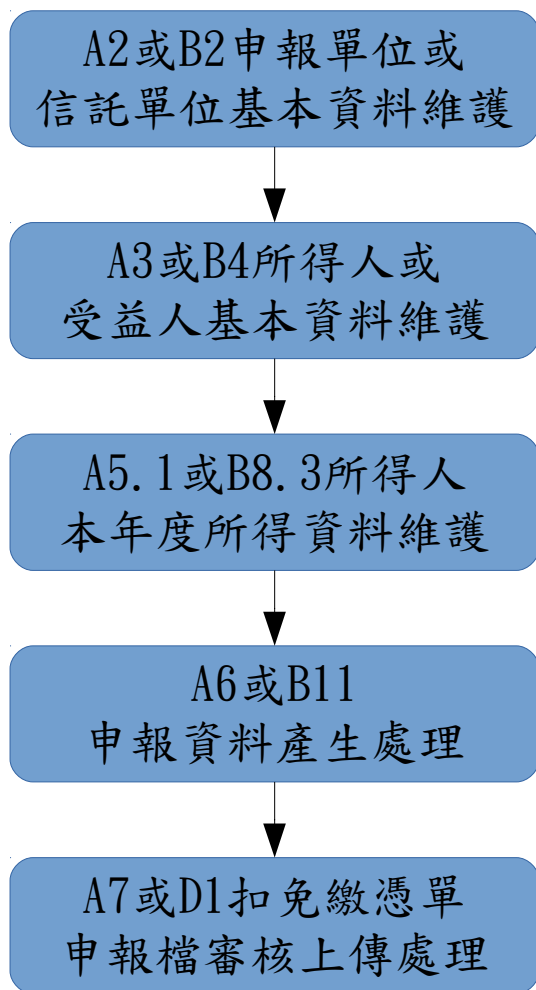 A2或B2申報單位或
信託單位基本資料維護
A3或B4所得人或
受益人基本資料維護
A5.1或B8.3所得人
本年度所得資料維護
A6或B11
申報資料產生處理
A7或D1扣免繳憑單
申報檔審核上傳處理